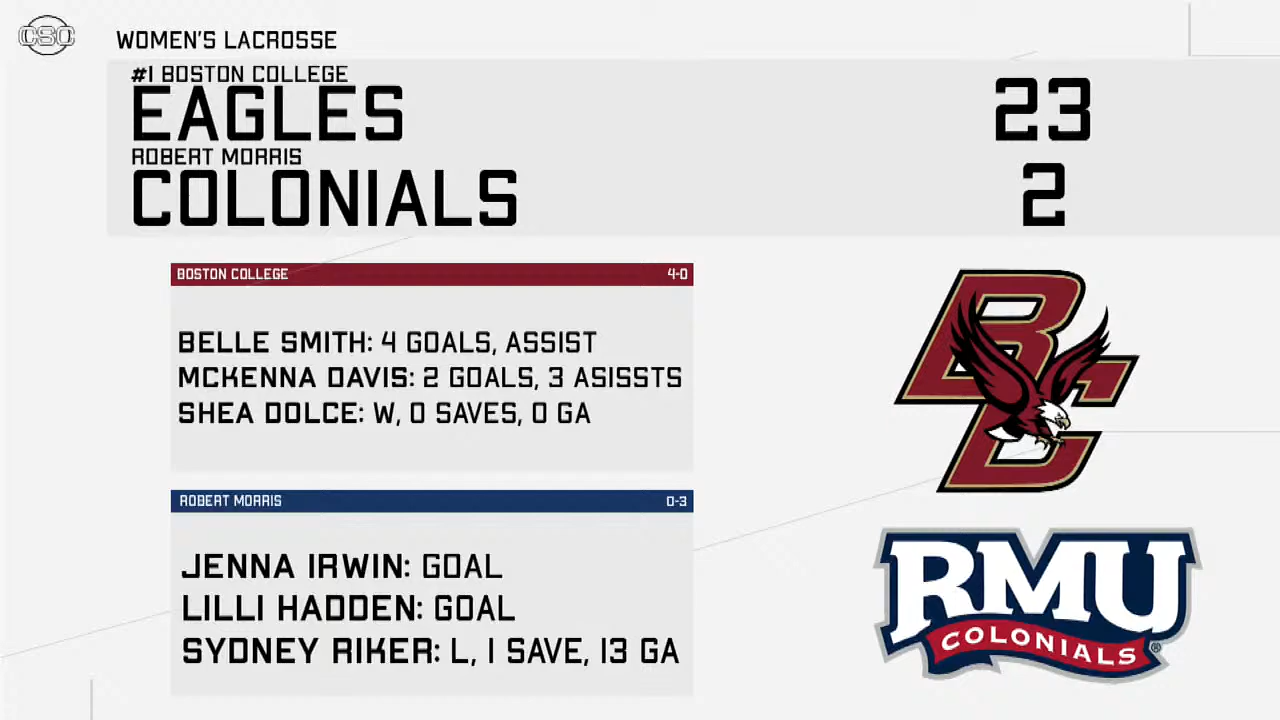 CSC
WOMEN'S LACROSSE
#1 BOSTON COLLEGE
EAGLES 23
ROBERT MORRIS
COLONIALS 2
BOSTON COLLEGE 4-0
BELLE SMITH: 4 GOALS, ASSIST
MCKENNA DAVIS: 2 GOALS, 3 ASISSTS
SHEA DOLCE: W, 0 SAVES, 0 GA
BC
ROBERT MORRIS 0-3
JENNA IRWIN: GOAL
LILLI HADDEN: GOAL
SYDNEY RIKER: L, 1 SAVE, 13 GA
RMU
COLONIALS®